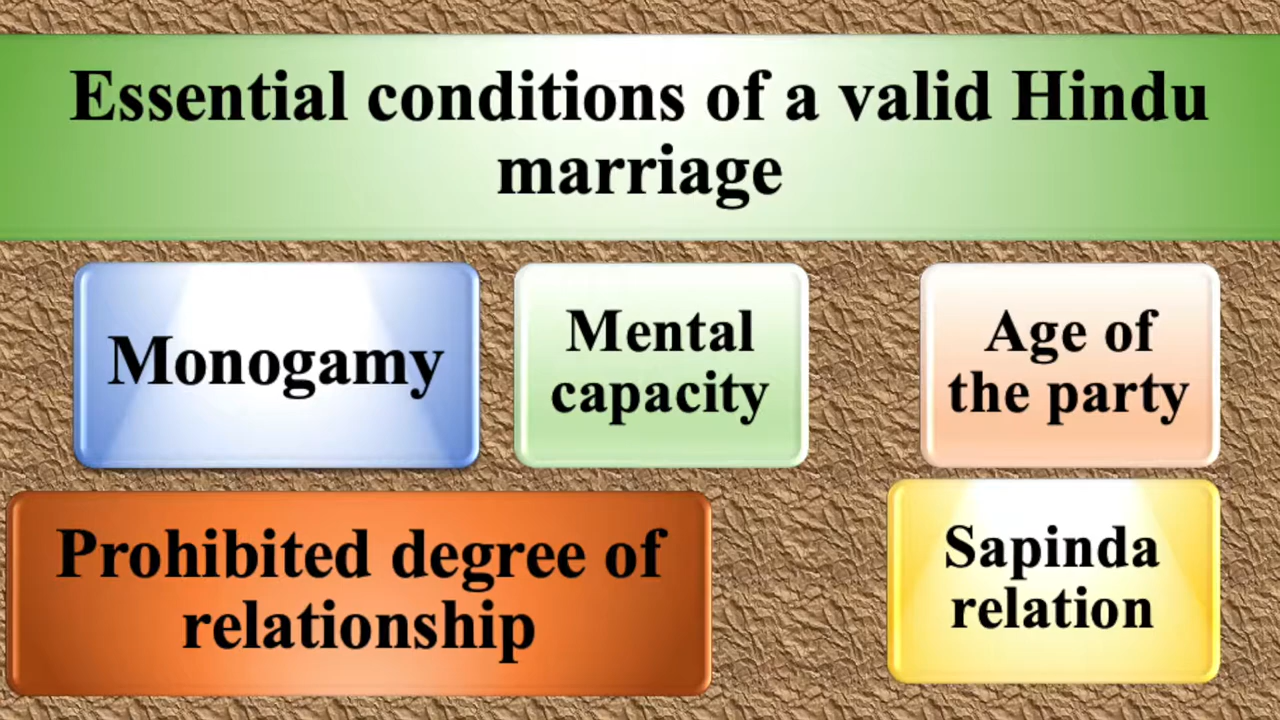 Essential conditions of a valid Hindu
marriage
Monogamy
Mental
capacity
Age of
the party
Prohibited degree of
relationship
Sapinda
relation